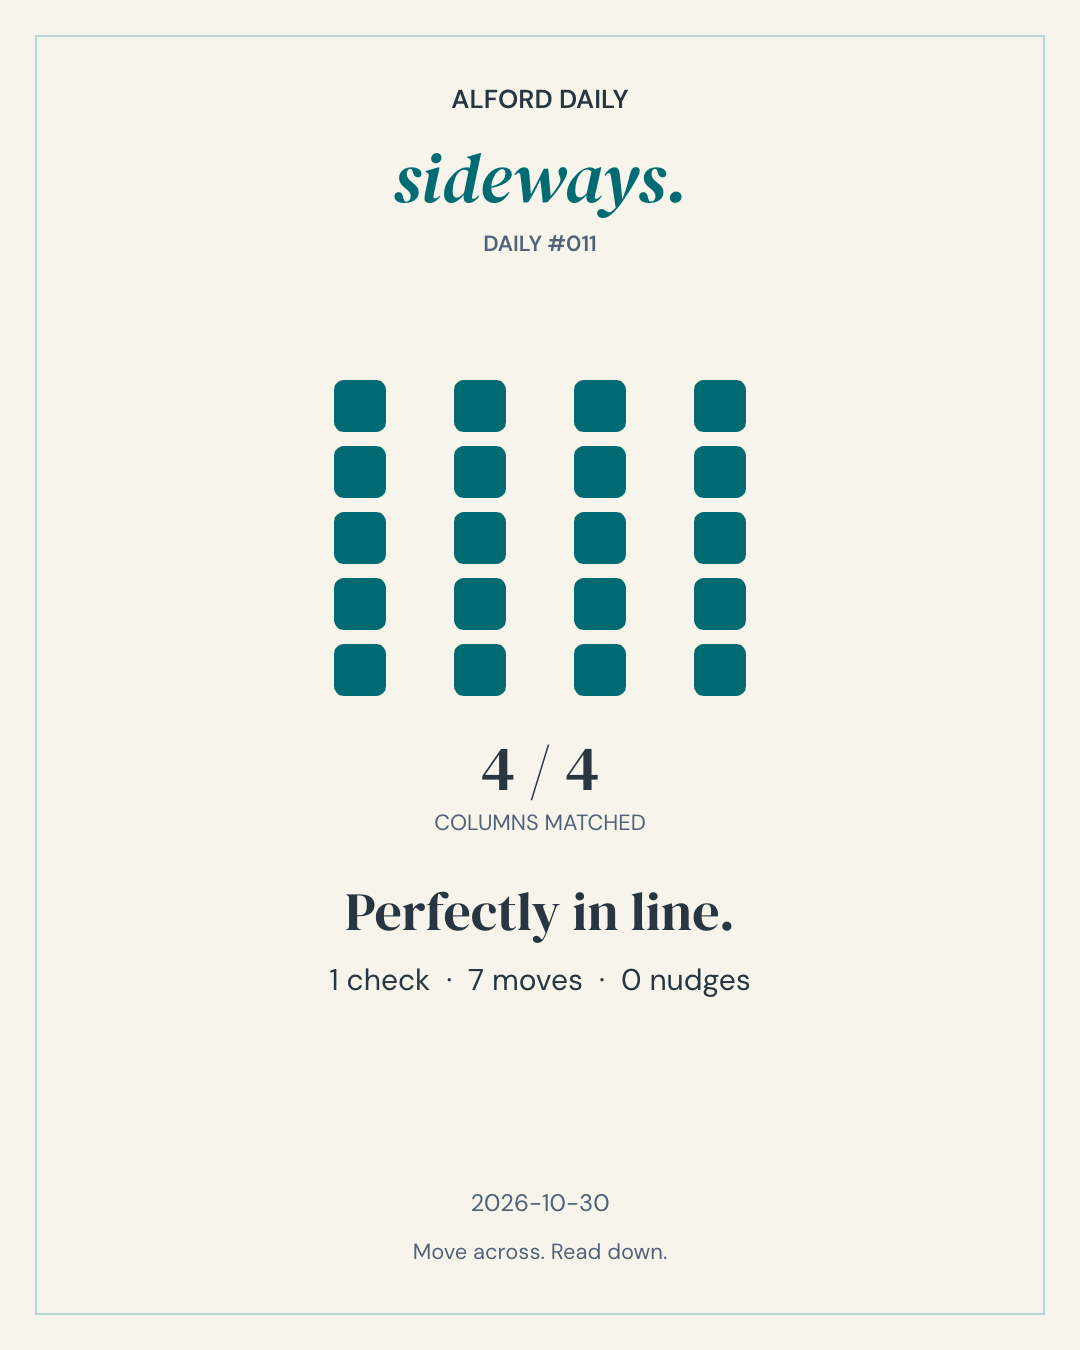 ALFORD DAILY
sideways.
DAILY #011
4 / 4
COLUMNS MATCHED
Perfectly in line.
1 check · 7 moves · 0 nudges
2026-10-30
Move across. Read down.